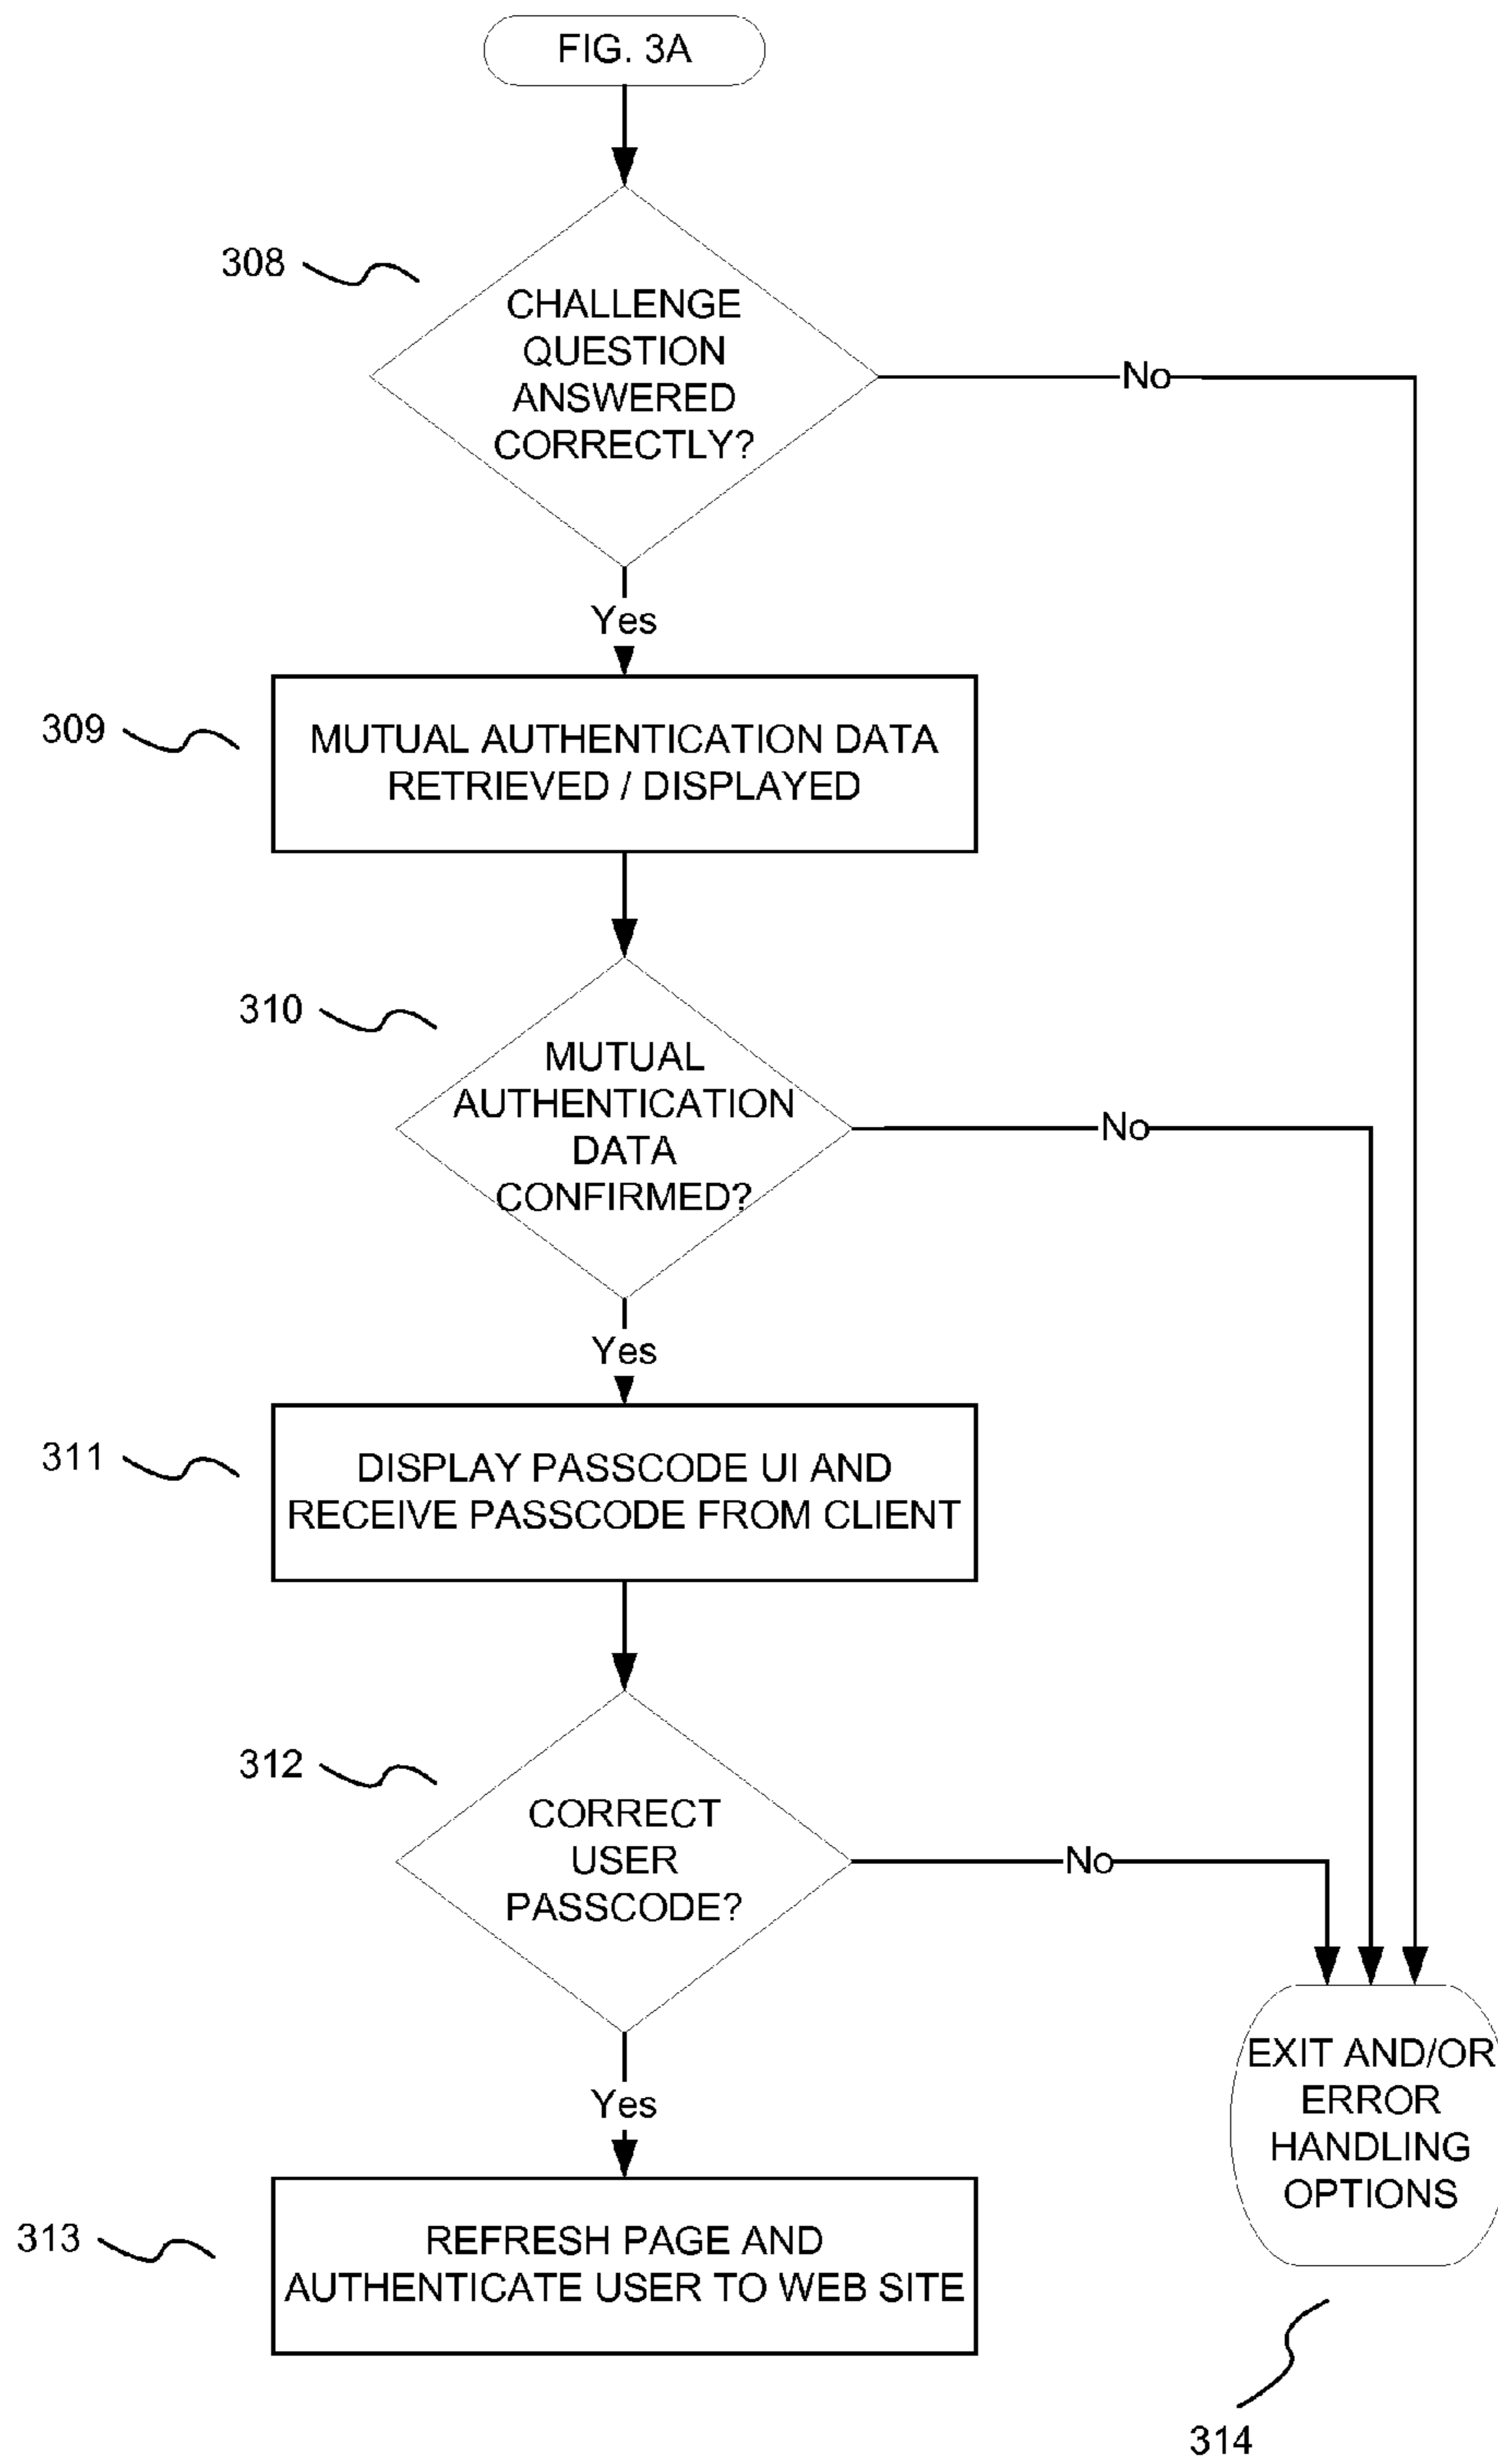 FIG. 3A
308
CHALLENGE
QUESTION
ANSWERED
CORRECTLY?
No
Yes
309
MUTUAL AUTHENTICATION DATA
RETRIEVED / DISPLAYED
310
MUTUAL
AUTHENTICATION
DATA
CONFIRMED?
No
Yes
311
DISPLAY PASSCODE UI AND
RECEIVE PASSCODE FROM CLIENT
312
CORRECT
USER
PASSCODE?
No
Yes
EXIT AND/OR
ERROR
HANDLING
OPTIONS
313
REFRESH PAGE AND
AUTHENTICATE USER TO WEB SITE
314